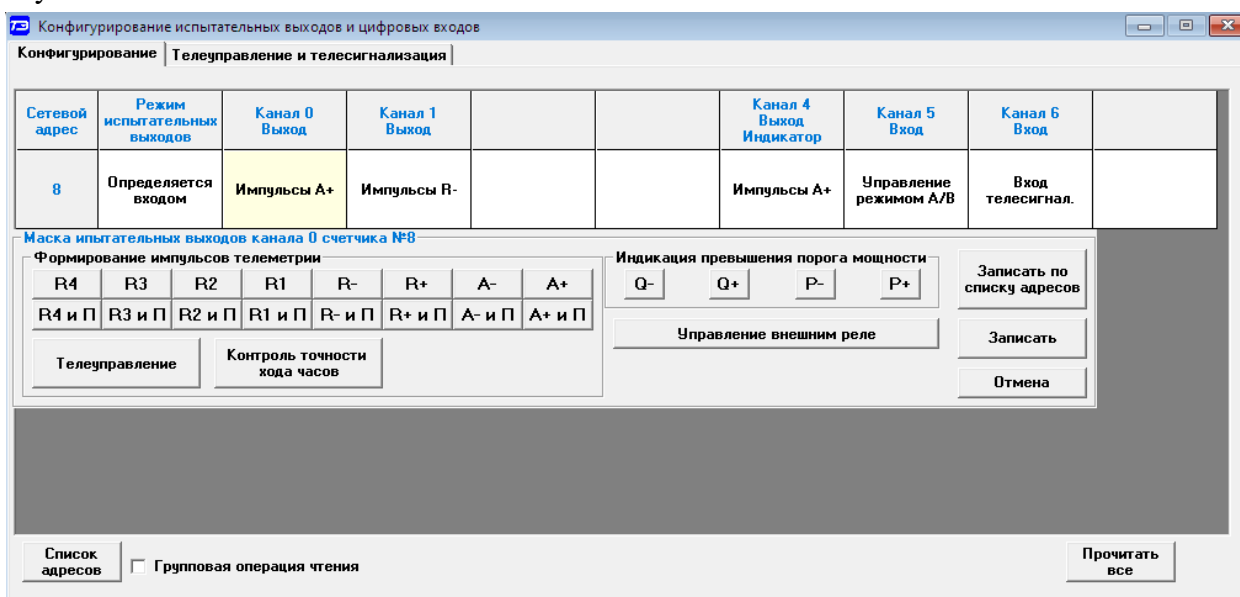 Конфигурирование испытательных выходов и цифровых входов
Конфигурирование Телеуправление и телесигнализация
Сетевой адрес
Режим испытательных выходов
Канал 0 Выход
Канал 1 Выход
Канал 4 Выход Индикатор
Канал 5 Вход
Канал 6 Вход
8
Определяется входом
Импульсы A+
Импульсы R-
Импульсы A+
Управление режимом A/B
Вход телесигнал.
Маска ипытательных выходов канала 0 счетчика №8
Формирование импульсов телеметрии
R4 R3 R2 R1 R- R+ A- A+
R4 и П R3 и П R2 и П R1 и П R- и П R+ и П A- и П A+ и П
Телеуправление
Контроль точности хода часов
Индикация превышения порога мощности
Q- Q+ P- P+
Управление внешним реле
Записать по списку адресов
Записать
Отмена
Список адресов
Групповая операция чтения
Прочитать все